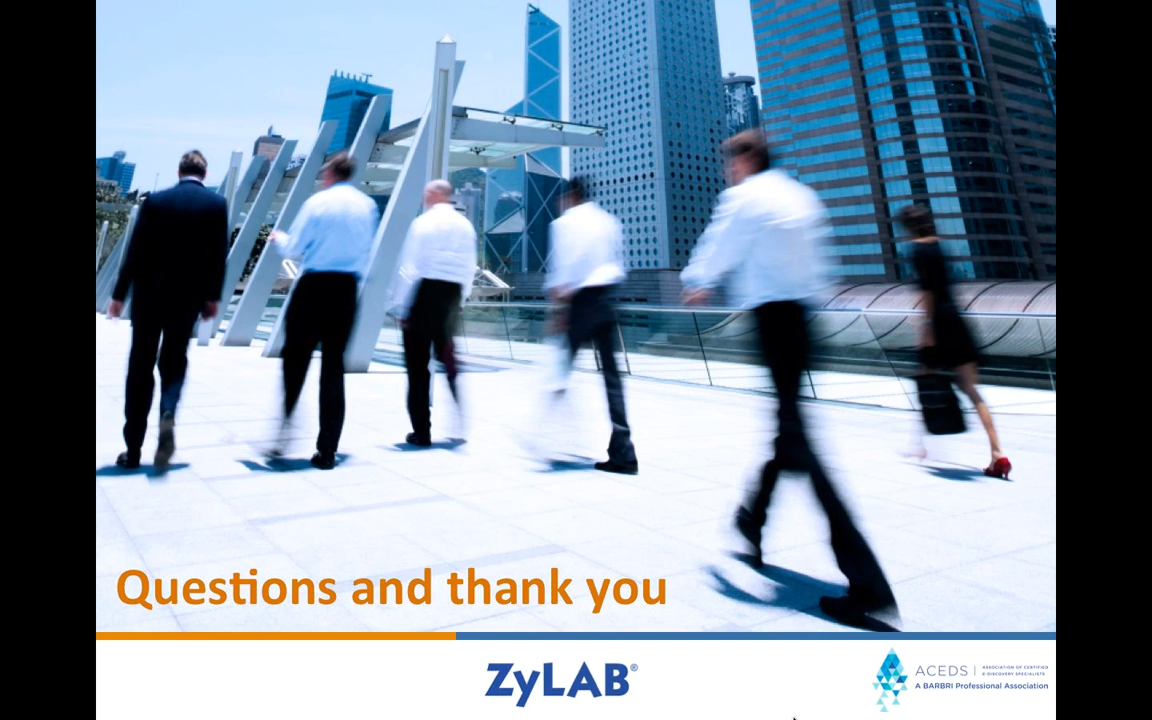 Questions and thank you
ZyLAB®
ACEDS | ASSOCIATION OF CERTIFIED
E-DISCOVERY SPECIALISTS
A BARBRI Professional Association